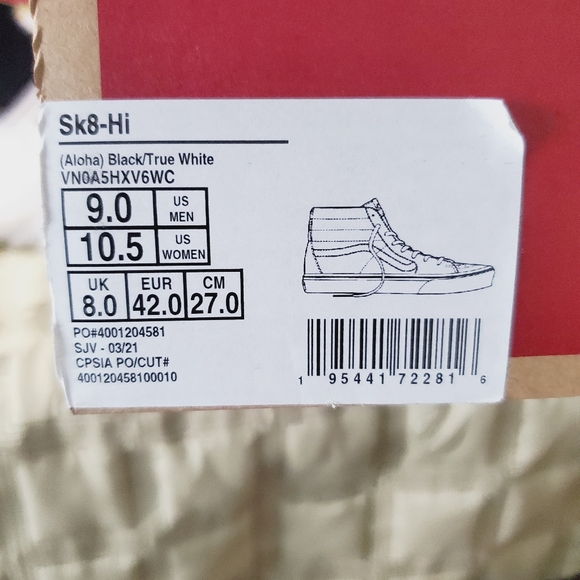 Sk8-Hi
(Aloha) Black/True White
VN0A5HXV6WC
9.0 US MEN
10.5 US WOMEN
UK EUR CM
8.0 42.0 27.0
PO#4001204581
SJV - 03/21
CPSIA PO/CUT#
400120458100010
1 95441 72281 6